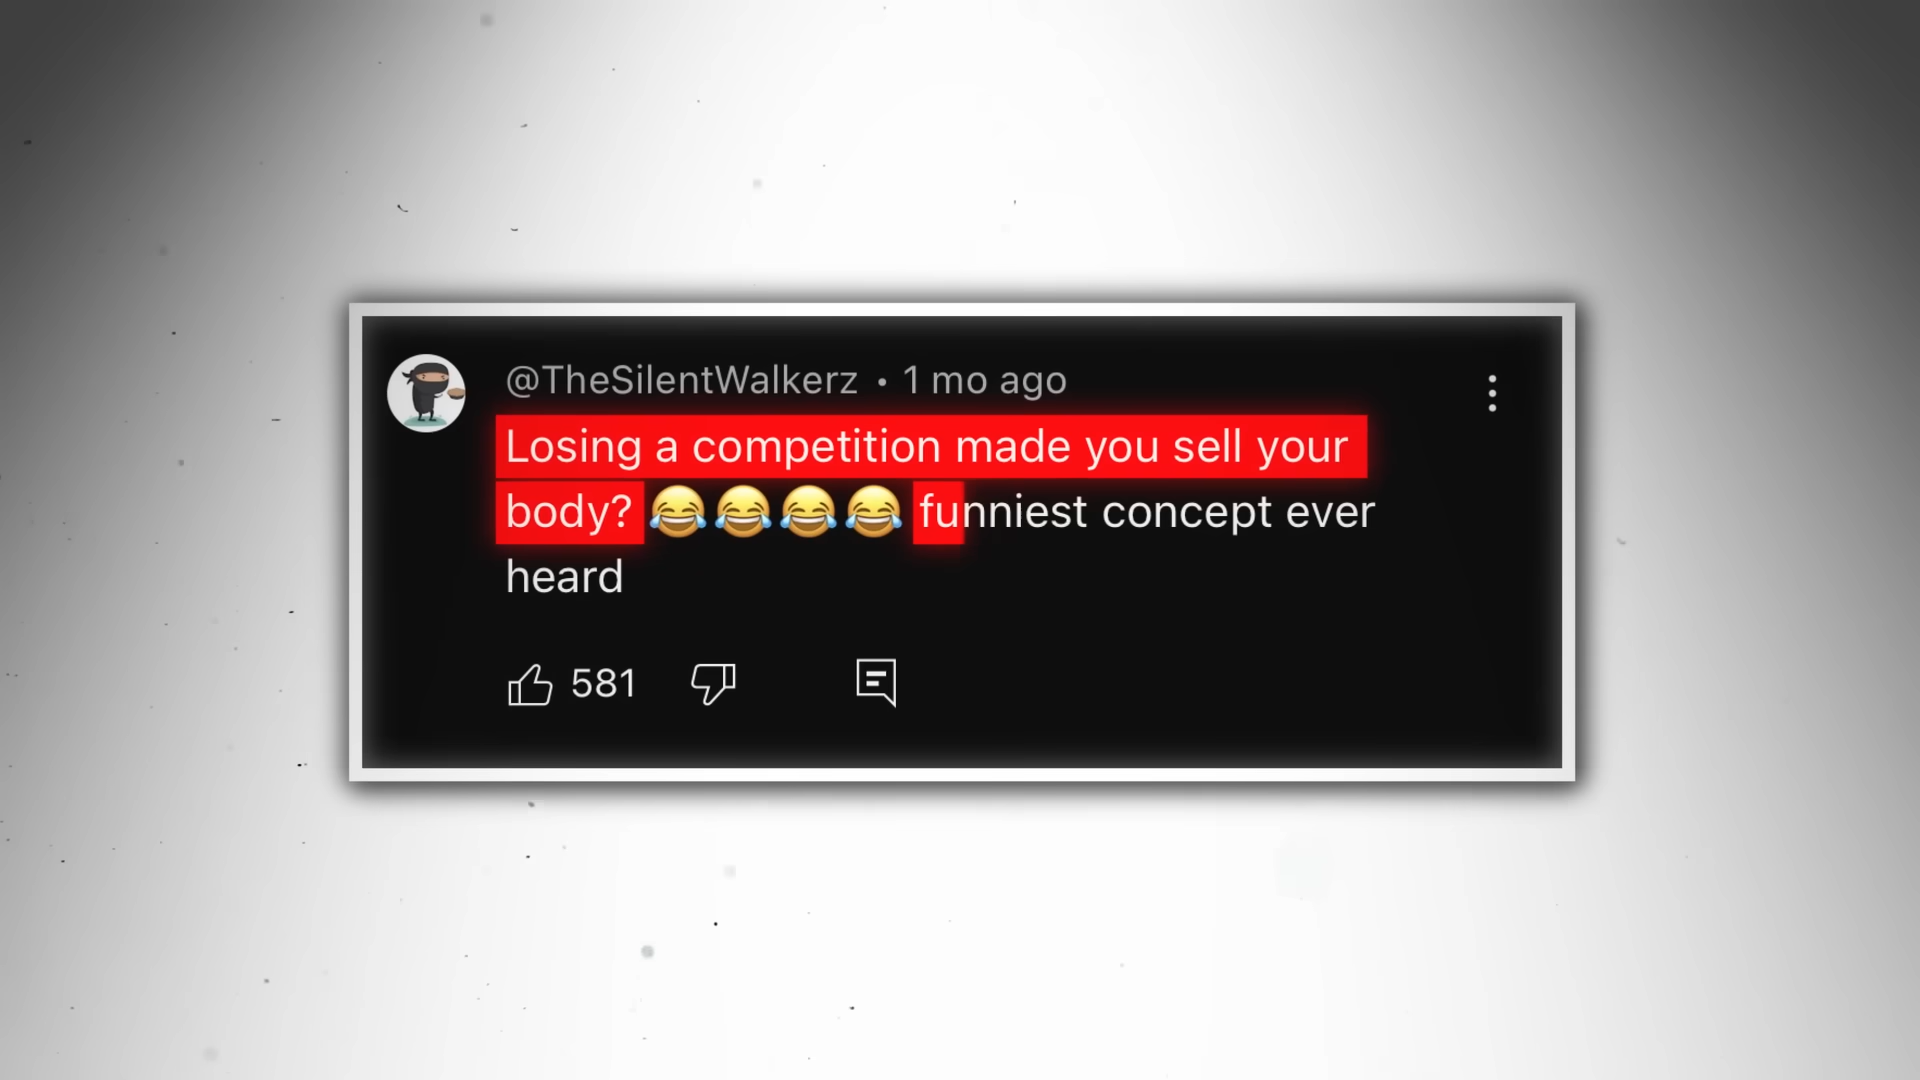 @TheSilentWalkerz • 1 mo ago
Losing a competition made you sell your
body? 😂😂😂😂 funniest concept ever
heard
581